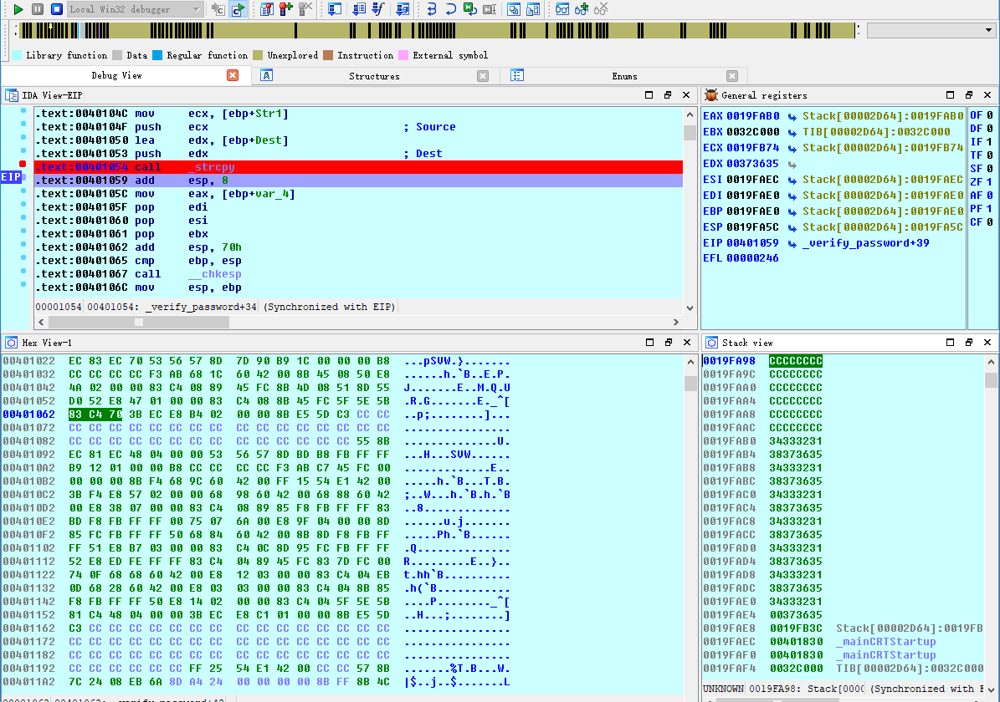 Local Win32 debugger
Library function Data Regular function Unexplored Instruction External symbol
Debug View Structures Enums
IDA View-EIP
.text:0040104C mov ecx, [ebp+Str1]
.text:0040104F push ecx ; Source
.text:00401050 lea edx, [ebp+Dest]
.text:00401053 push edx ; Dest
.text:00401054 call _strcpy
EIP .text:00401059 add esp, 8
.text:0040105C mov eax, [ebp+var_4]
.text:0040105F pop edi
.text:00401060 pop esi
.text:00401061 pop ebx
.text:00401062 add esp, 70h
.text:00401065 cmp ebp, esp
.text:00401067 call __chkesp
.text:0040106C mov esp, ebp
00001054 00401054: _verify_password+34 (Synchronized with EIP)
General registers
EAX 0019FAB0 Stack[00002D64]:0019FAB0
EBX 0032C000 TIB[00002D64]:0032C000
ECX 0019FB74 Stack[00002D64]:0019FB74
EDX 00373635
ESI 0019FAEC Stack[00002D64]:0019FAEC
EDI 0019FAE0 Stack[00002D64]:0019FAE0
EBP 0019FAE0 Stack[00002D64]:0019FAE0
ESP 0019FA5C Stack[00002D64]:0019FA5C
EIP 00401059 _verify_password+39
EFL 00000246
OF 0
DF 0
IF 1
TF 0
SF 0
ZF 1
AF 0
PF 1
CF 0
Hex View-1
00401022 EC 83 EC 70 53 56 57 8D 7D 90 B9 1C 00 00 00 B8 ...pSVW.}.......
00401032 CC CC CC CC F3 AB 68 1C 60 42 00 8B 45 08 50 E8 ......h.`B..E.P.
00401042 4A 02 00 00 83 C4 08 89 45 FC 8B 4D 08 51 8D 55 J.......E..M.Q.U
00401052 D0 52 E8 47 01 00 00 83 C4 08 8B 45 FC 5F 5E 5B .R.G.......E._^[
00401062 83 C4 70 3B EC E8 B4 02 00 00 8B E5 5D C3 CC CC ..p;........]...
00401072 CC CC CC CC CC CC CC CC CC CC CC CC CC CC CC CC ................
00401082 CC CC CC CC CC CC CC CC CC CC CC CC CC CC 55 8B ..............U.
00401092 EC 81 EC 48 04 00 00 53 56 57 8D BD B8 FB FF FF ...H...SVW......
004010A2 B9 12 01 00 00 B8 CC CC CC CC F3 AB C7 45 FC 00 .............E..
004010B2 00 00 00 8B F4 68 9C 60 42 00 FF 15 54 E1 42 00 .....h.`B...T.B.
004010C2 3B F4 E8 57 02 00 00 68 98 60 42 00 68 88 60 42 ;..W...h.`B.h.`B
004010D2 00 E8 38 07 00 00 83 C4 08 89 85 F8 FB FF FF 83 ..8.............
004010E2 BD F8 FB FF FF 00 75 07 6A 00 E8 9F 04 00 00 8D ......u.j.......
004010F2 85 FC FB FF FF 50 68 84 60 42 00 8B 8D F8 FB FF .....Ph.`B......
00401102 FF 51 E8 B7 03 00 00 83 C4 0C 8D 95 FC FB FF FF .Q..............
00401112 52 E8 ED FE FF FF 83 C4 04 89 45 FC 83 7D FC 00 R.........E..}..
00401122 74 0F 68 68 60 42 00 E8 12 03 00 00 83 C4 04 EB t.hh`B..........
00401132 0D 68 28 60 42 00 E8 03 03 00 00 83 C4 04 8B 85 .h(`B...........
00401142 F8 FB FF FF 50 E8 14 02 00 00 83 C4 04 5F 5E 5B ....P........_^[
00401152 81 C4 48 04 00 00 3B EC E8 C1 01 00 00 8B E5 5D ..H...;........]
00401162 C3 CC CC CC CC CC CC CC CC CC CC CC CC CC CC CC ................
00401172 CC CC CC CC CC CC CC CC CC CC CC CC CC CC CC CC ................
00401182 CC CC CC CC CC CC CC CC CC CC CC CC CC CC CC CC ................
00401192 CC CC CC CC CC CC FF 25 54 E1 42 00 CC CC 57 8B .......%T.B...W.
004011A2 7C 24 08 EB 6A 8D A4 24 00 00 00 00 8B FF 8B 4C |$..j..$.......L
Stack view
0019FA98 CCCCCCCC
0019FA9C CCCCCCCC
0019FAA0 CCCCCCCC
0019FAA4 CCCCCCCC
0019FAA8 CCCCCCCC
0019FAAC CCCCCCCC
0019FAB0 34333231
0019FAB4 38373635
0019FAB8 34333231
0019FABC 38373635
0019FAC0 34333231
0019FAC4 38373635
0019FAC8 34333231
0019FACC 38373635
0019FAD0 34333231
0019FAD4 38373635
0019FAD8 34333231
0019FADC 38373635
0019FAE0 34333231
0019FAE4 00373635
0019FAE8 0019FB3C Stack[00002D64]:0019FB
0019FAEC 00401830 _mainCRTStartup
0019FAF0 00401830 _mainCRTStartup
0019FAF4 0032C000 TIB[00002D64]:0032C000
UNKNOWN 0019FA98: Stack[0000 (Synchronized with E